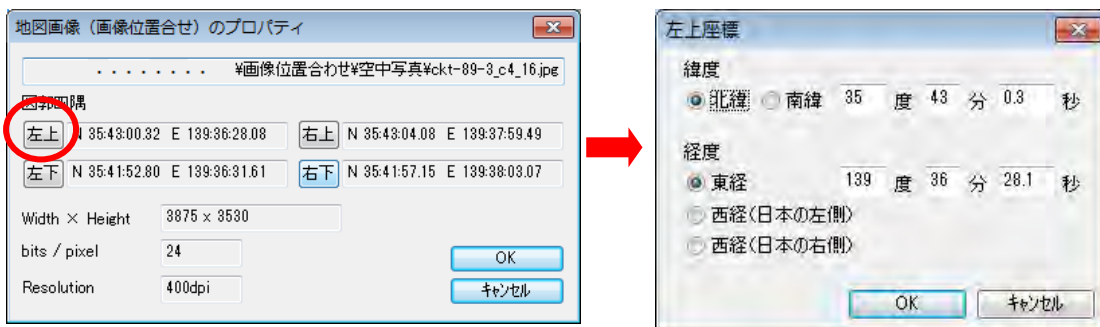 地図画像（画像位置合せ）のプロパティ
・・・・・・・・ ¥画像位置合わせ¥空中写真¥ckt-89-3_c4_16.jpg
図郭四隅
左上 N 35:43:00.32 E 139:36:28.08 右上 N 35:43:04.08 E 139:37:59.49
左下 N 35:41:52.80 E 139:36:31.61 右下 N 35:41:57.15 E 139:38:03.07
Width × Height 3875 x 3530
bits / pixel 24
Resolution 400dpi
OK
キャンセル
左上座標
緯度
北緯 南緯 35 度 43 分 0.3 秒
経度
東経 139 度 36 分 28.1 秒
西経（日本の左側）
西経（日本の右側）
OK キャンセル